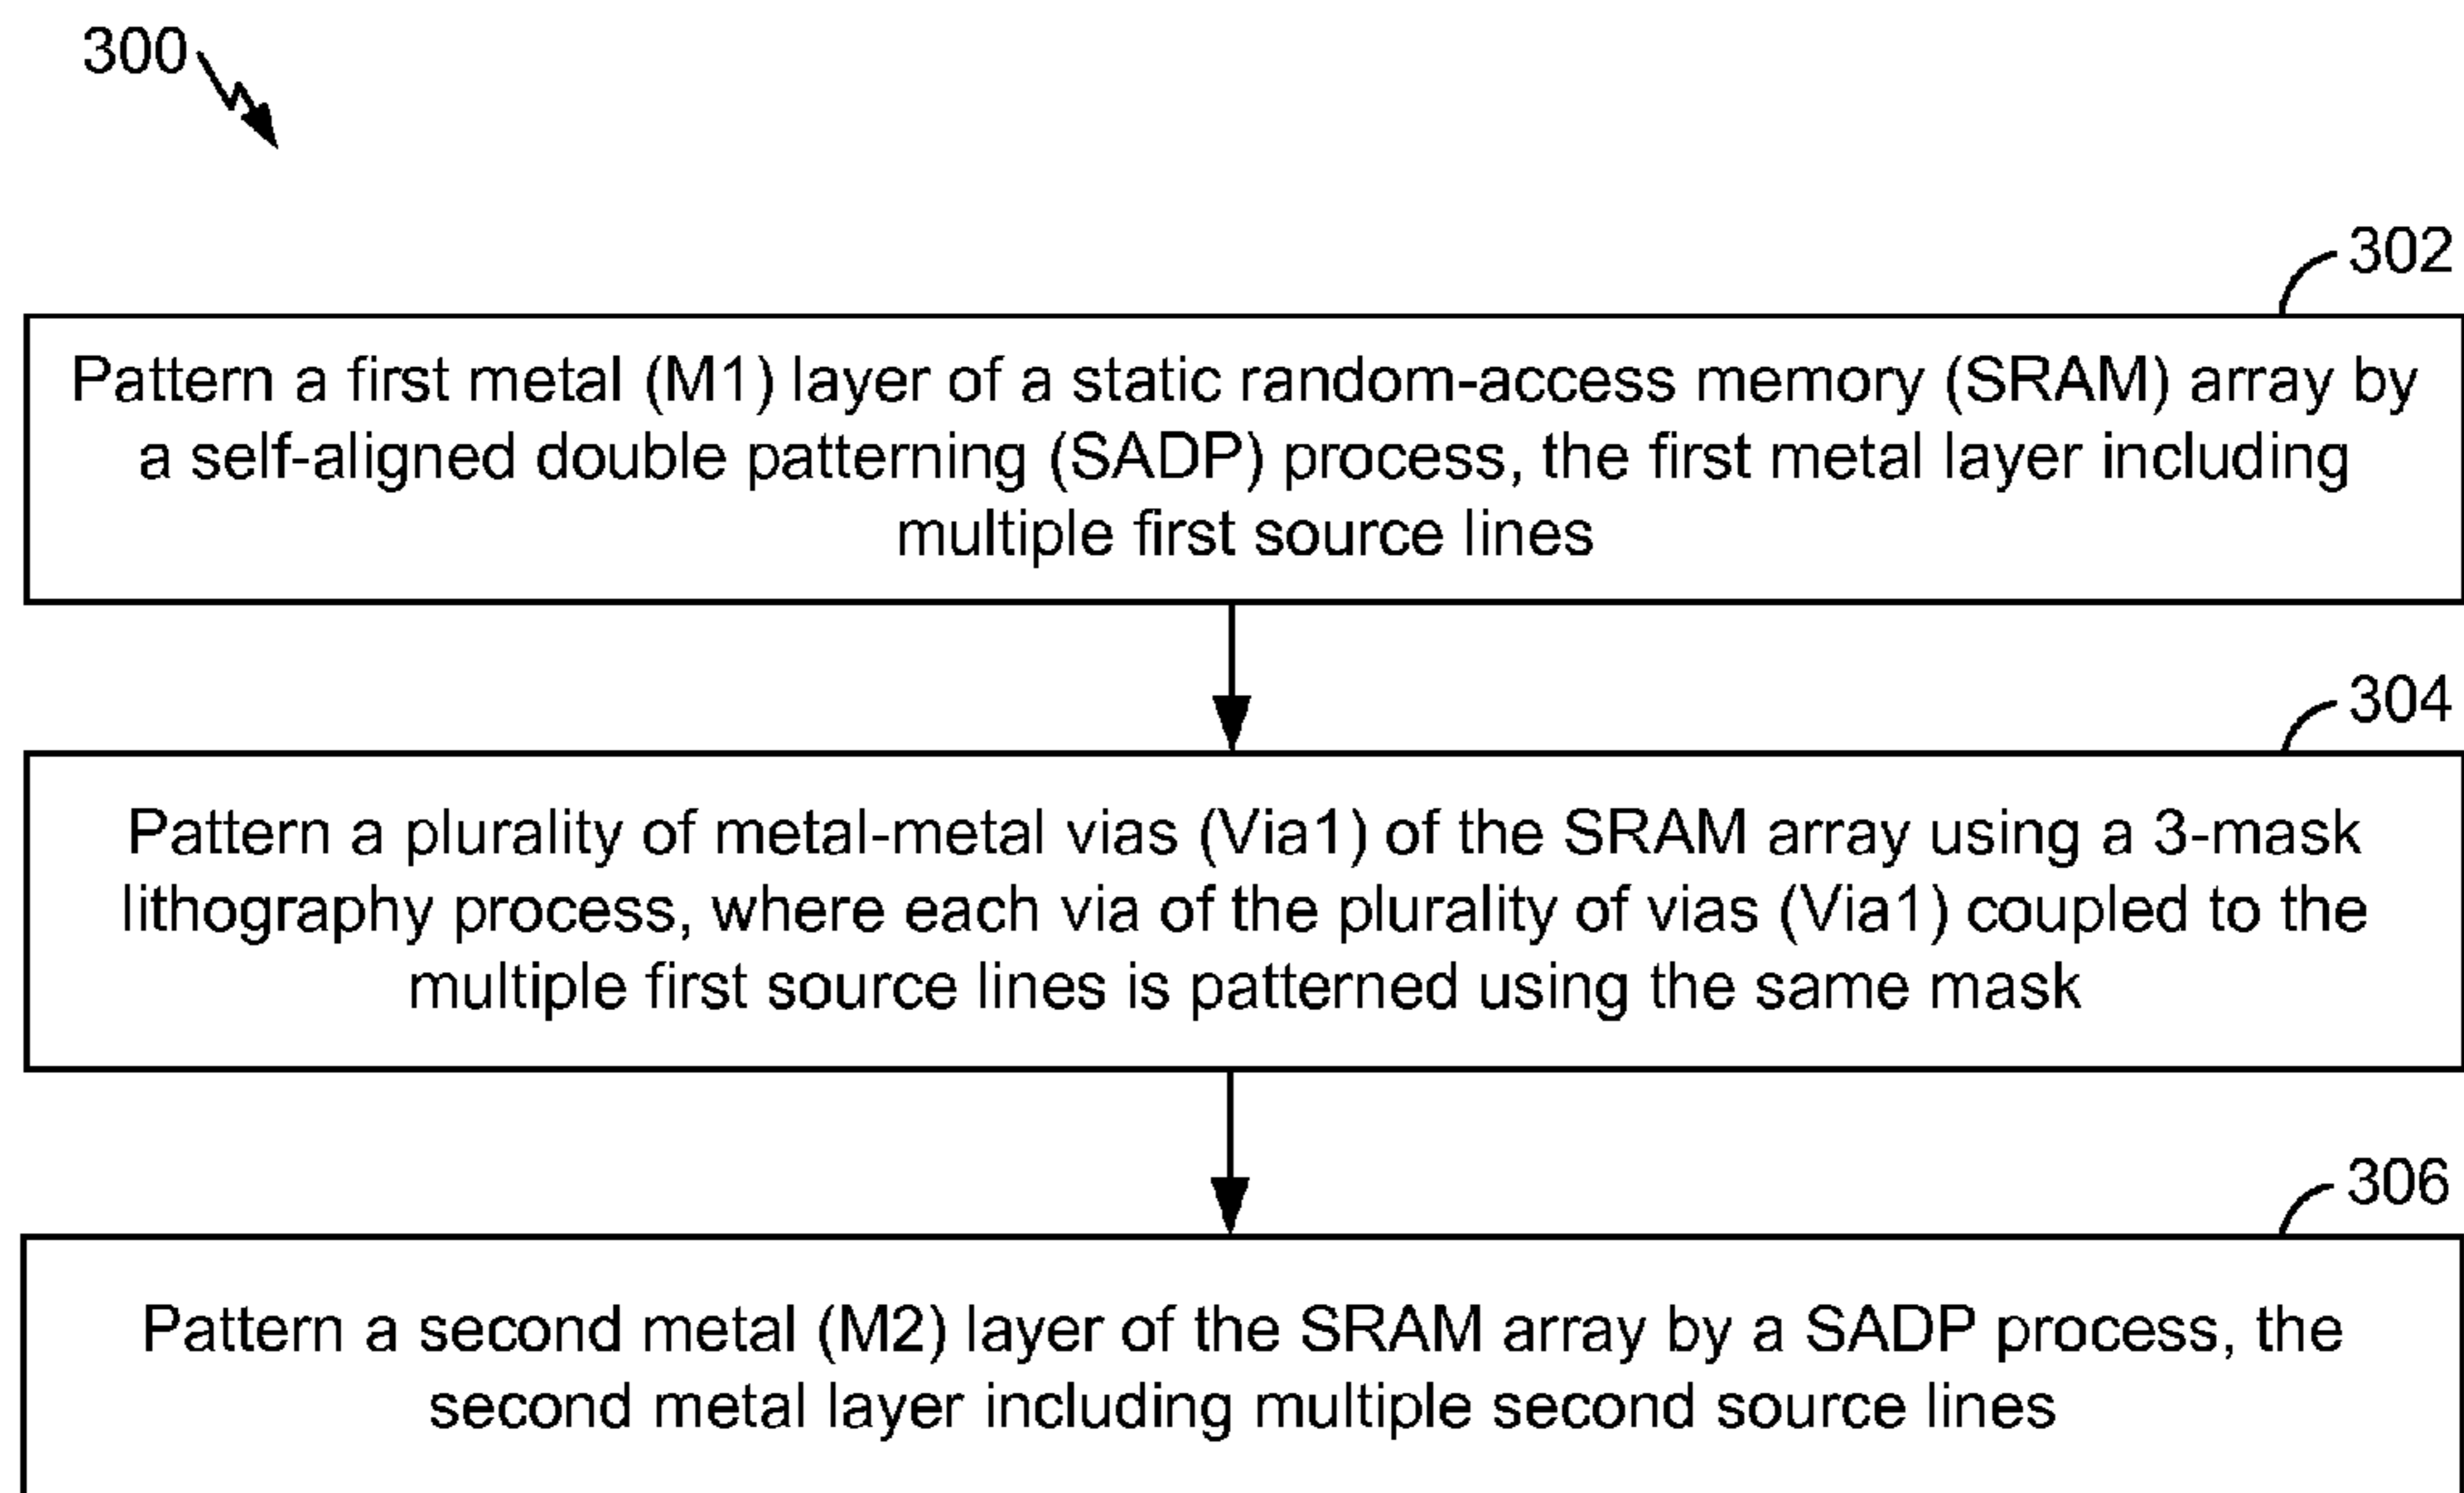 300
302
Pattern a first metal (M1) layer of a static random-access memory (SRAM) array by
a self-aligned double patterning (SADP) process, the first metal layer including
multiple first source lines
304
Pattern a plurality of metal-metal vias (Via1) of the SRAM array using a 3-mask
lithography process, where each via of the plurality of vias (Via1) coupled to the
multiple first source lines is patterned using the same mask
306
Pattern a second metal (M2) layer of the SRAM array by a SADP process, the
second metal layer including multiple second source lines